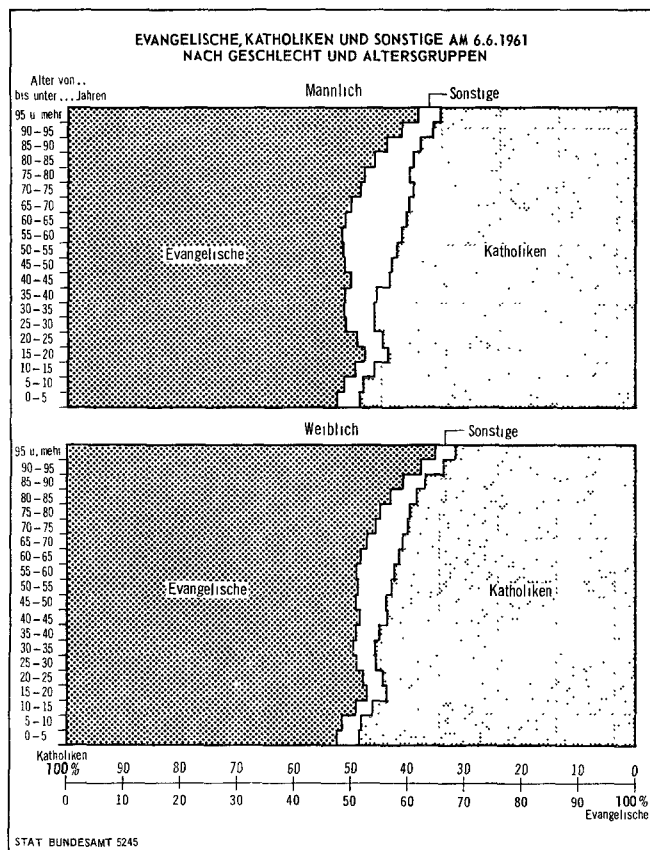 EVANGELISCHE, KATHOLIKEN UND SONSTIGE AM 6.6.1961
NACH GESCHLECHT UND ALTERSGRUPPEN
Alter von ..
bis unter ... Jahren
Männlich
Sonstige
95 u mehr
90 – 95
85 – 90
80 – 85
75 – 80
70 – 75
65 – 70
60 – 65
55 – 60
50 – 55
45 – 50
40 – 45
35 – 40
30 – 35
25 – 30
20 – 25
15 – 20
10 – 15
5 – 10
0 – 5
Evangelische
Katholiken
Weiblich
Sonstige
95 u, mehr
90 – 95
85 – 90
80 – 85
75 – 80
70 – 75
65 – 70
60 – 65
55 – 60
50 – 55
45 – 50
40 – 45
35 – 40
30 – 35
25 – 30
20 – 25
15 – 20
10 – 15
5 – 10
0 – 5
Evangelische
Katholiken
Katholiken
100 % 90 80 70 60 50 40 30 20 10 0
0 10 20 30 40 50 60 70 80 90 100 %
Evangelische
STAT BUNDESAMT 5245